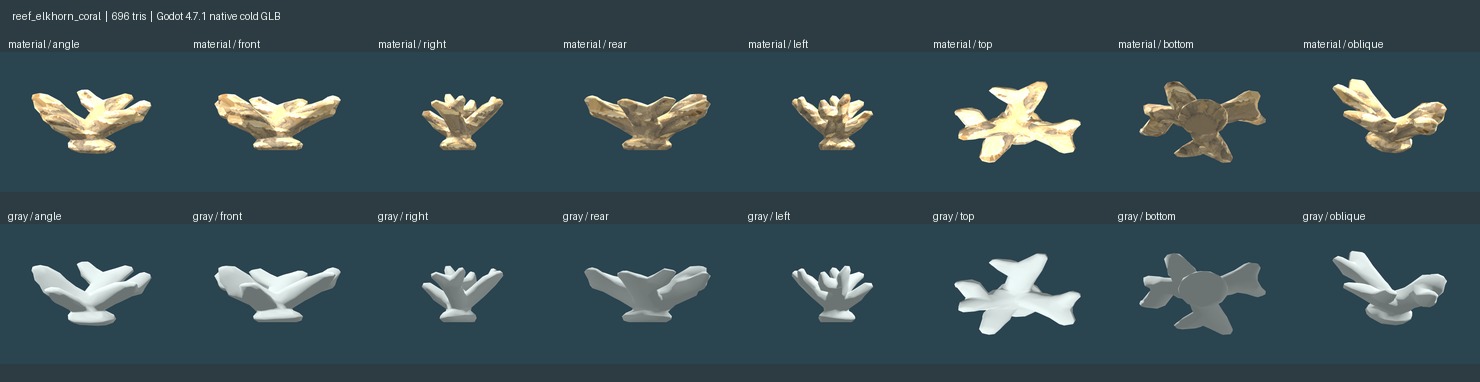 reef_elkhorn_coral | 696 tris | Godot 4.7.1 native cold GLB
material / angle material / front material / right material / rear material / left material / top material / bottom material / oblique
gray / angle gray / front gray / right gray / rear gray / left gray / top gray / bottom gray / oblique